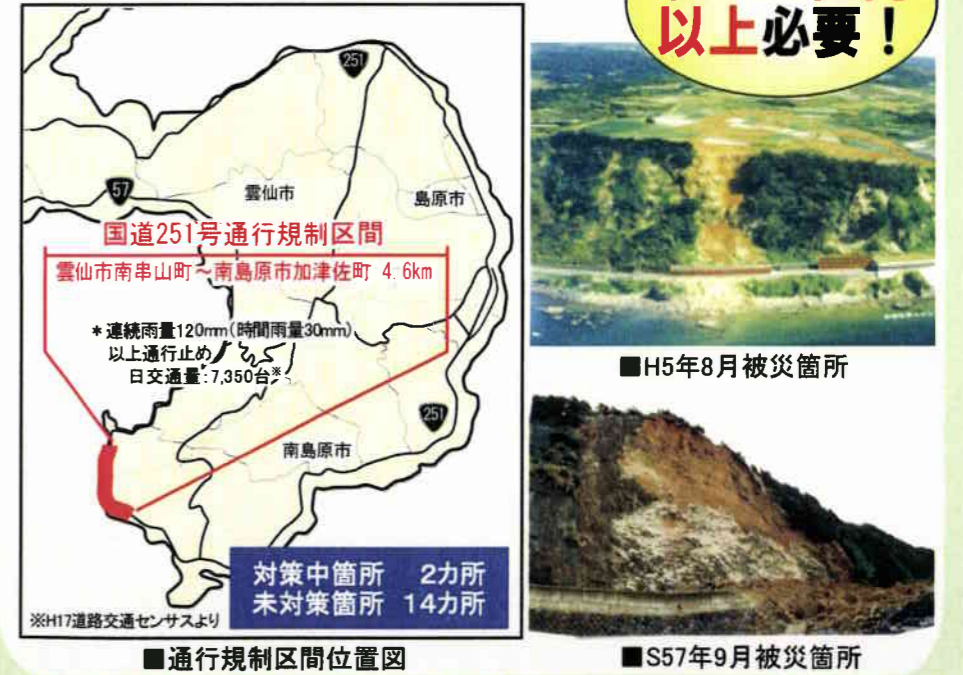 以上必要！
251
57
雲仙市
島原市
国道251号通行規制区間
雲仙市南串山町～南島原市加津佐町 4.6km
＊連続雨量120mm（時間雨量30mm）
以上通行止め
日交通量：7,350台※
251
南島原市
対策中箇所 2カ所
未対策箇所 14カ所
※H17道路交通センサスより
■通行規制区間位置図
■H5年8月被災箇所
■S57年9月被災箇所